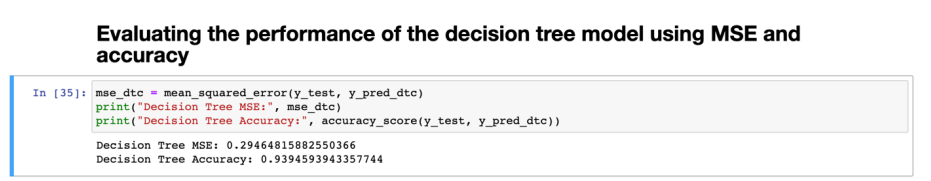 Evaluating the performance of the decision tree model using MSE and
accuracy
In [35]: mse_dtc = mean_squared_error(y_test, y_pred_dtc)
print("Decision Tree MSE:", mse_dtc)
print("Decision Tree Accuracy:", accuracy_score(y_test, y_pred_dtc))
Decision Tree MSE: 0.29464815882550366
Decision Tree Accuracy: 0.9394593943357744